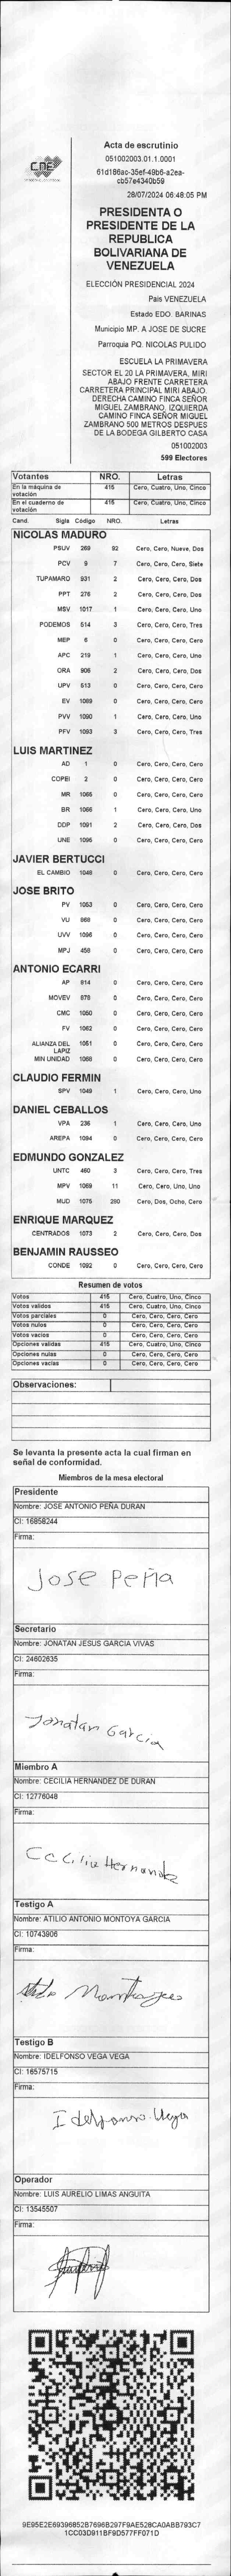 CNE
Acta de escrutinio
051002003.01.1.0001
61d186ac-35ef-49b6-a2ea-
cb57e4340b59
28/07/2024 06:48:05 PM
PRESIDENTA O
PRESIDENTE DE LA
REPUBLICA
BOLIVARIANA DE
VENEZUELA
ELECCIÓN PRESIDENCIAL 2024
Pais VENEZUELA
Estado EDO. BARINAS
Municipio MP. A JOSE DE SUCRE
Parroquia PQ. NICOLAS PULIDO
ESCUELA LA PRIMAVERA
SECTOR EL 20 LA PRIMAVERA, MIRI
ABAJO FRENTE CARRETERA
CARRETERA PRINCIPAL MIRI ABAJO.
DERECHA CAMINO FINCA SEÑOR
MIGUEL ZAMBRANO. IZQUIERDA
CAMINO FINCA SEÑOR MIGUEL
ZAMBRANO 500 METROS DESPUES
DE LA BODEGA GILBERTO CASA
051002003
599 Electores
Votantes NRO. Letras
En la máquina de votación 415 Cero, Cuatro, Uno, Cinco
En el cuaderno de votación 415 Cero, Cuatro, Uno, Cinco
Cand. Sigla Código NRO. Letras
NICOLAS MADURO
PSUV 269 92 Cero, Cero, Nueve, Dos
PCV 9 7 Cero, Cero, Cero, Siete
TUPAMARO 931 2 Cero, Cero, Cero, Dos
PPT 276 2 Cero, Cero, Cero, Dos
MSV 1017 1 Cero, Cero, Cero, Uno
PODEMOS 514 3 Cero, Cero, Cero, Tres
MEP 6 0 Cero, Cero, Cero, Cero
APC 219 1 Cero, Cero, Cero, Uno
ORA 906 2 Cero, Cero, Cero, Dos
UPV 513 0 Cero, Cero, Cero, Cero
EV 1089 0 Cero, Cero, Cero, Cero
PVV 1090 1 Cero, Cero, Cero, Uno
PFV 1093 3 Cero, Cero, Cero, Tres
LUIS MARTINEZ
AD 1 0 Cero, Cero, Cero, Cero
COPEI 2 0 Cero, Cero, Cero, Cero
MR 1065 0 Cero, Cero, Cero, Cero
BR 1066 1 Cero, Cero, Cero, Uno
DDP 1091 2 Cero, Cero, Cero, Dos
UNE 1096 0 Cero, Cero, Cero, Cero
JAVIER BERTUCCI
EL CAMBIO 1048 0 Cero, Cero, Cero, Cero
JOSE BRITO
PV 1053 0 Cero, Cero, Cero, Cero
VU 868 0 Cero, Cero, Cero, Cero
UVV 1098 0 Cero, Cero, Cero, Cero
MPJ 458 0 Cero, Cero, Cero, Cero
ANTONIO ECARRI
AP 814 0 Cero, Cero, Cero, Cero
MOVEV 878 0 Cero, Cero, Cero, Cero
CMC 1050 0 Cero, Cero, Cero, Cero
FV 1062 0 Cero, Cero, Cero, Cero
ALIANZA DEL LAPIZ 1051 0 Cero, Cero, Cero, Cero
MIN UNIDAD 1068 0 Cero, Cero, Cero, Cero
CLAUDIO FERMIN
SPV 1049 1 Cero, Cero, Cero, Uno
DANIEL CEBALLOS
VPA 236 1 Cero, Cero, Cero, Uno
AREPA 1094 0 Cero, Cero, Cero, Cero
EDMUNDO GONZALEZ
UNTC 460 3 Cero, Cero, Cero, Tres
MPV 1069 11 Cero, Cero, Uno, Uno
MUD 1075 280 Cero, Dos, Ocho, Cero
ENRIQUE MARQUEZ
CENTRADOS 1073 2 Cero, Cero, Cero, Dos
BENJAMIN RAUSSEO
CONDE 1092 0 Cero, Cero, Cero, Cero
Resumen de votos
Votos 415 Cero, Cuatro, Uno, Cinco
Votos validos 415 Cero, Cuatro, Uno, Cinco
Votos parciales 0 Cero, Cero, Cero, Cero
Votos nulos 0 Cero, Cero, Cero, Cero
Votos vacios 0 Cero, Cero, Cero, Cero
Opciones validas 415 Cero, Cuatro, Uno, Cinco
Opciones nulas 0 Cero, Cero, Cero, Cero
Opciones vacias 0 Cero, Cero, Cero, Cero
Observaciones:
Se levanta la presente acta la cual firman en
señal de conformidad.
Miembros de la mesa electoral
Presidente
Nombre: JOSE ANTONIO PEÑA DURAN
CI: 16858244
Firma:
Jose Peña
Secretario
Nombre: JONATAN JESUS GARCIA VIVAS
CI: 24602635
Firma:
Jonatan Garcia
Miembro A
Nombre: CECILIA HERNANDEZ DE DURAN
CI: 12776048
Firma:
Cecilia Hernandz
Testigo A
Nombre: ATILIO ANTONIO MONTOYA GARCIA
CI: 10743906
Firma:
Testigo B
Nombre: IDELFONSO VEGA VEGA
CI: 16575715
Firma:
Idelfonso Vega
Operador
Nombre: LUIS AURELIO LIMAS ANGUITA
CI: 13545507
Firma:
9E95E2E69396852B7696B297F9AE528CA0ABB793C7
1CC03D911BF9D577FF071D